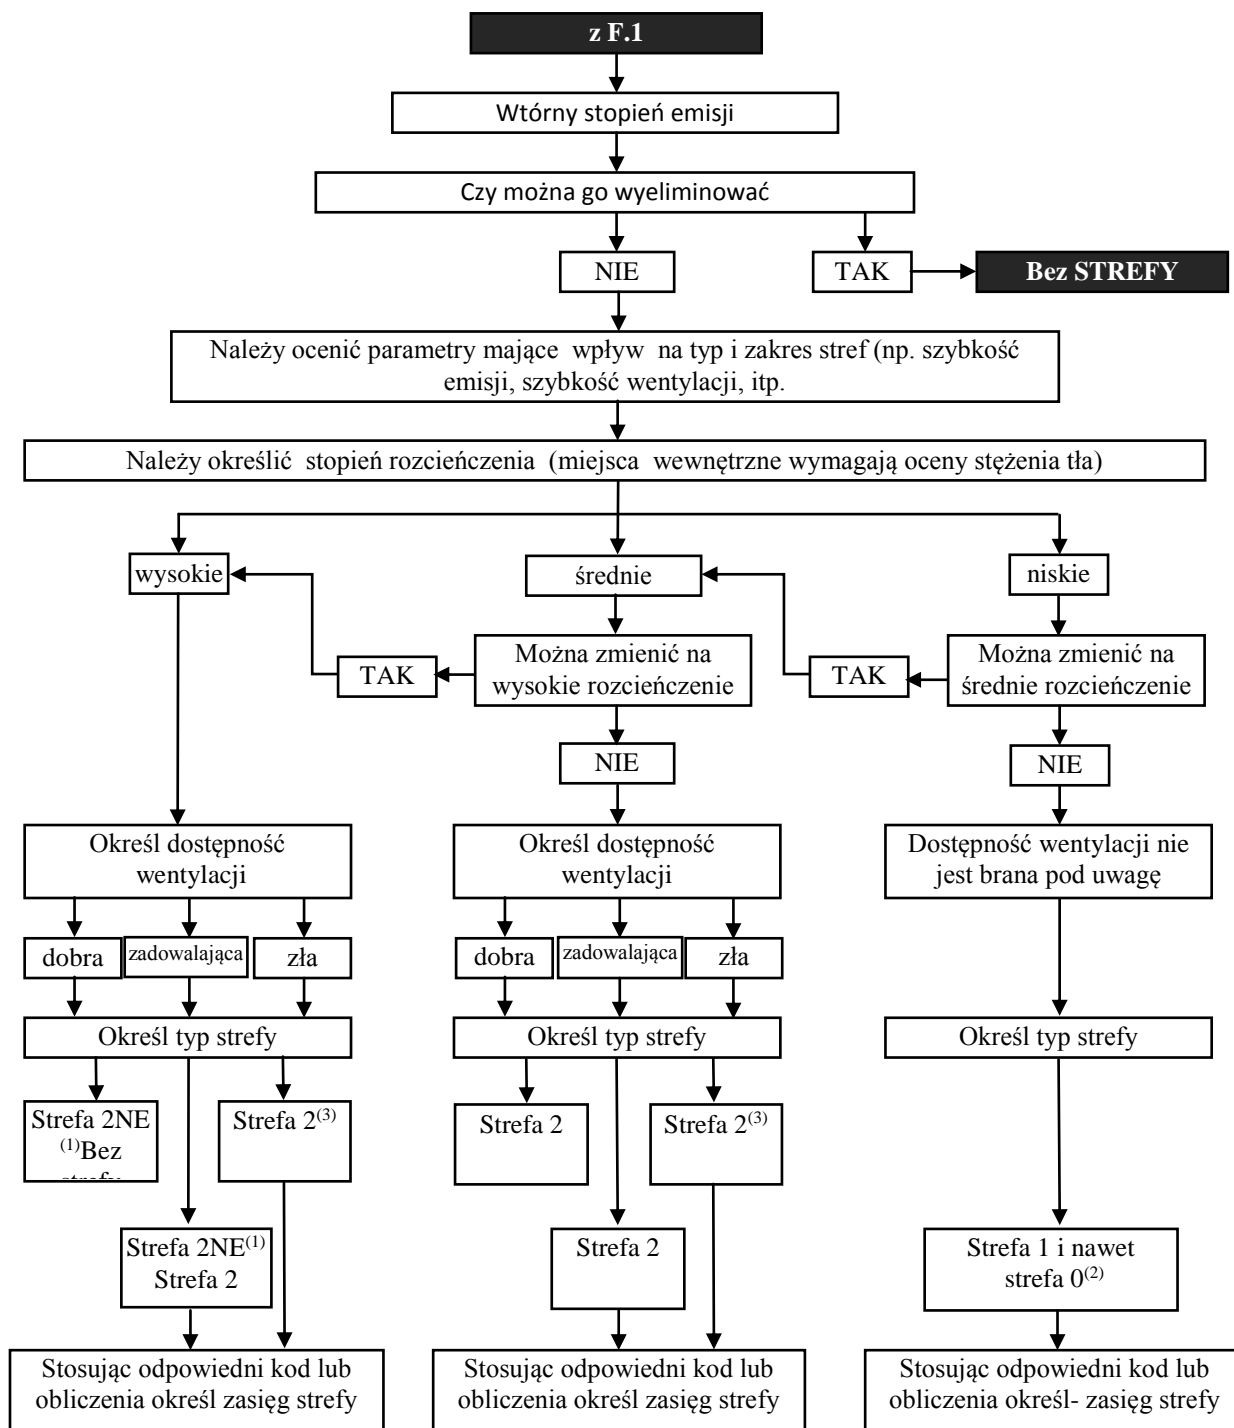 z F.1
Wtórny stopień emisji
Czy można go wyeliminować
NIE
TAK
Bez STREFY
Należy ocenić parametry mające wpływ na typ i zakres stref (np. szybkość
emisji, szybkość wentylacji, itp.
Należy określić stopień rozcieńczenia (miejsca wewnętrzne wymagają oceny stężenia tła)
wysokie
średnie
niskie
TAK
Można zmienić na
wysokie rozcieńczenie
TAK
Można zmienić na
średnie rozcieńczenie
NIE
NIE
Określ dostępność
wentylacji
Określ dostępność
wentylacji
Dostępność wentylacji nie
jest brana pod uwagę
dobra
zadowalająca
zła
dobra
zadowalająca
zła
Określ typ strefy
Określ typ strefy
Określ typ strefy
Strefa 2NE
(1)Bez
Strefa 2(3)
Strefa 2
Strefa 2(3)
Strefa 2NE(1)
Strefa 2
Strefa 2
Strefa 1 i nawet
strefa 0(2)
Stosując odpowiedni kod lub
obliczenia określ zasięg strefy
Stosując odpowiedni kod lub
obliczenia określ zasięg strefy
Stosując odpowiedni kod lub
obliczenia określ- zasięg strefy